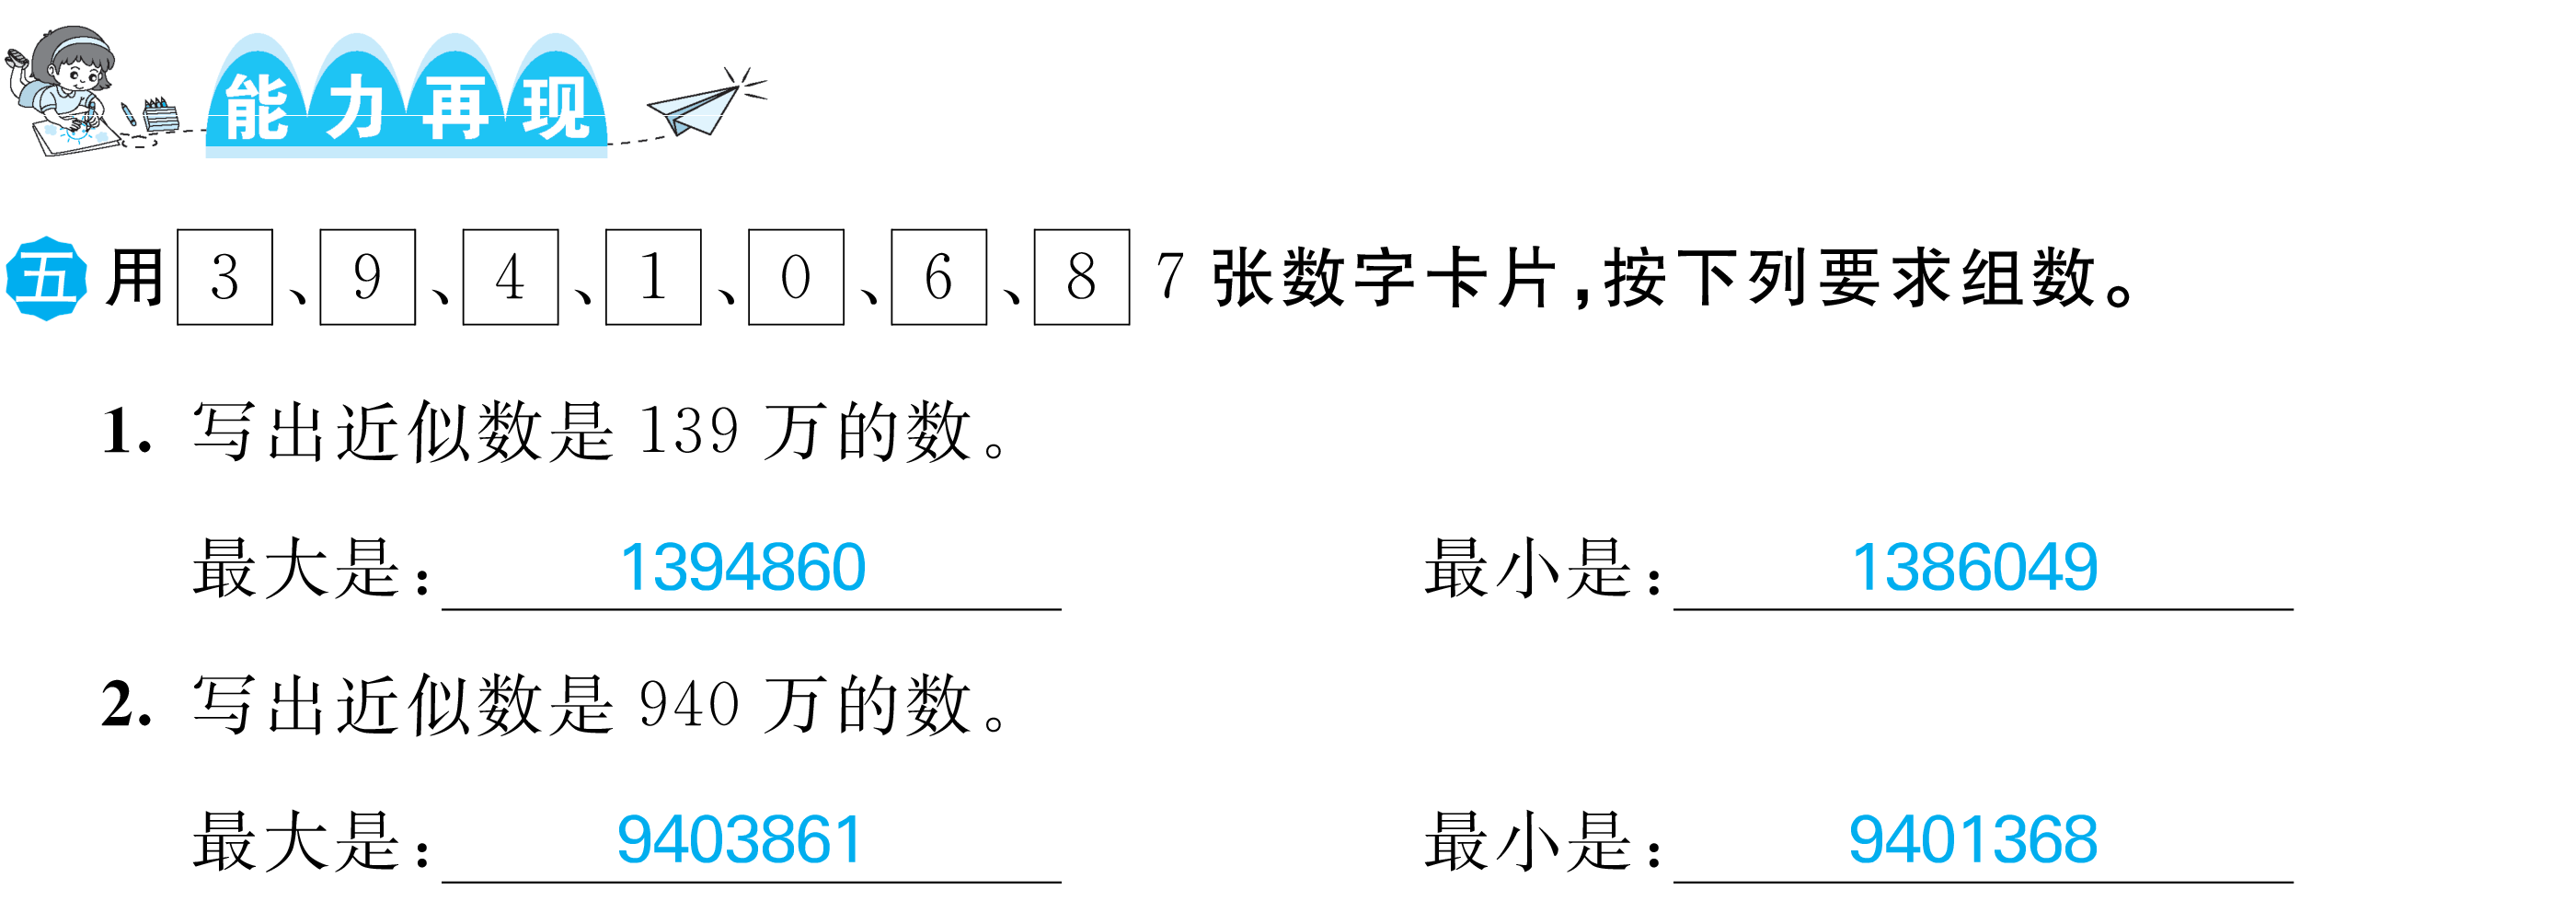 能力再现
五 用 3 、 9 、 4 、 1 、 0 、 6 、 8 7 张数字卡片,按下列要求组数。
1. 写出近似数是 139 万的数。
最大是: 1394860 最小是: 1386049
2. 写出近似数是 940 万的数。
最大是: 9403861 最小是: 9401368